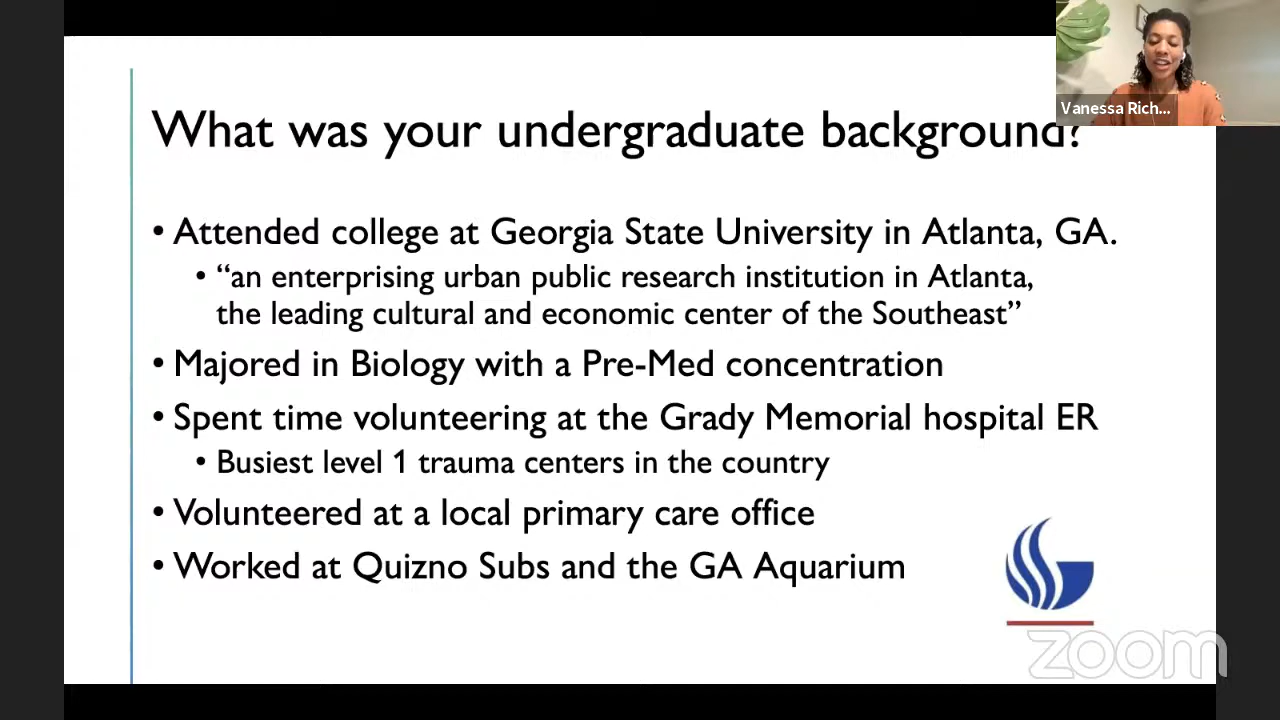 Vanessa Rich...
What was your undergraduate background?
• Attended college at Georgia State University in Atlanta, GA.
• “an enterprising urban public research institution in Atlanta,
the leading cultural and economic center of the Southeast”
• Majored in Biology with a Pre-Med concentration
• Spent time volunteering at the Grady Memorial hospital ER
• Busiest level 1 trauma centers in the country
• Volunteered at a local primary care office
• Worked at Quizno Subs and the GA Aquarium
zoom